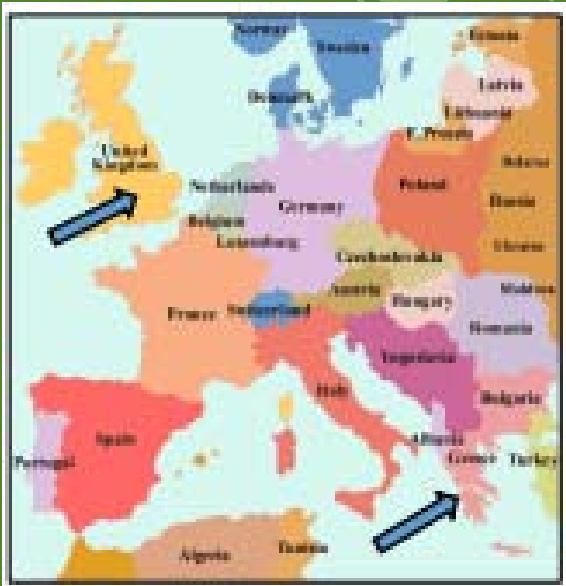 Norway
Sweden
Estonia
Latvia
Denmark
Lithuania
E. Prussia
United
Kingdom
Belarus
Netherlands
Poland
Germany
Russia
Belgium
Luxemburg
Ukraine
Czechoslovakia
Austria
Moldova
Hungary
France
Switzerland
Romania
Yugoslavia
Italy
Bulgaria
Spain
Albania
Portugal
Greece
Turkey
Algeria
Tunisia